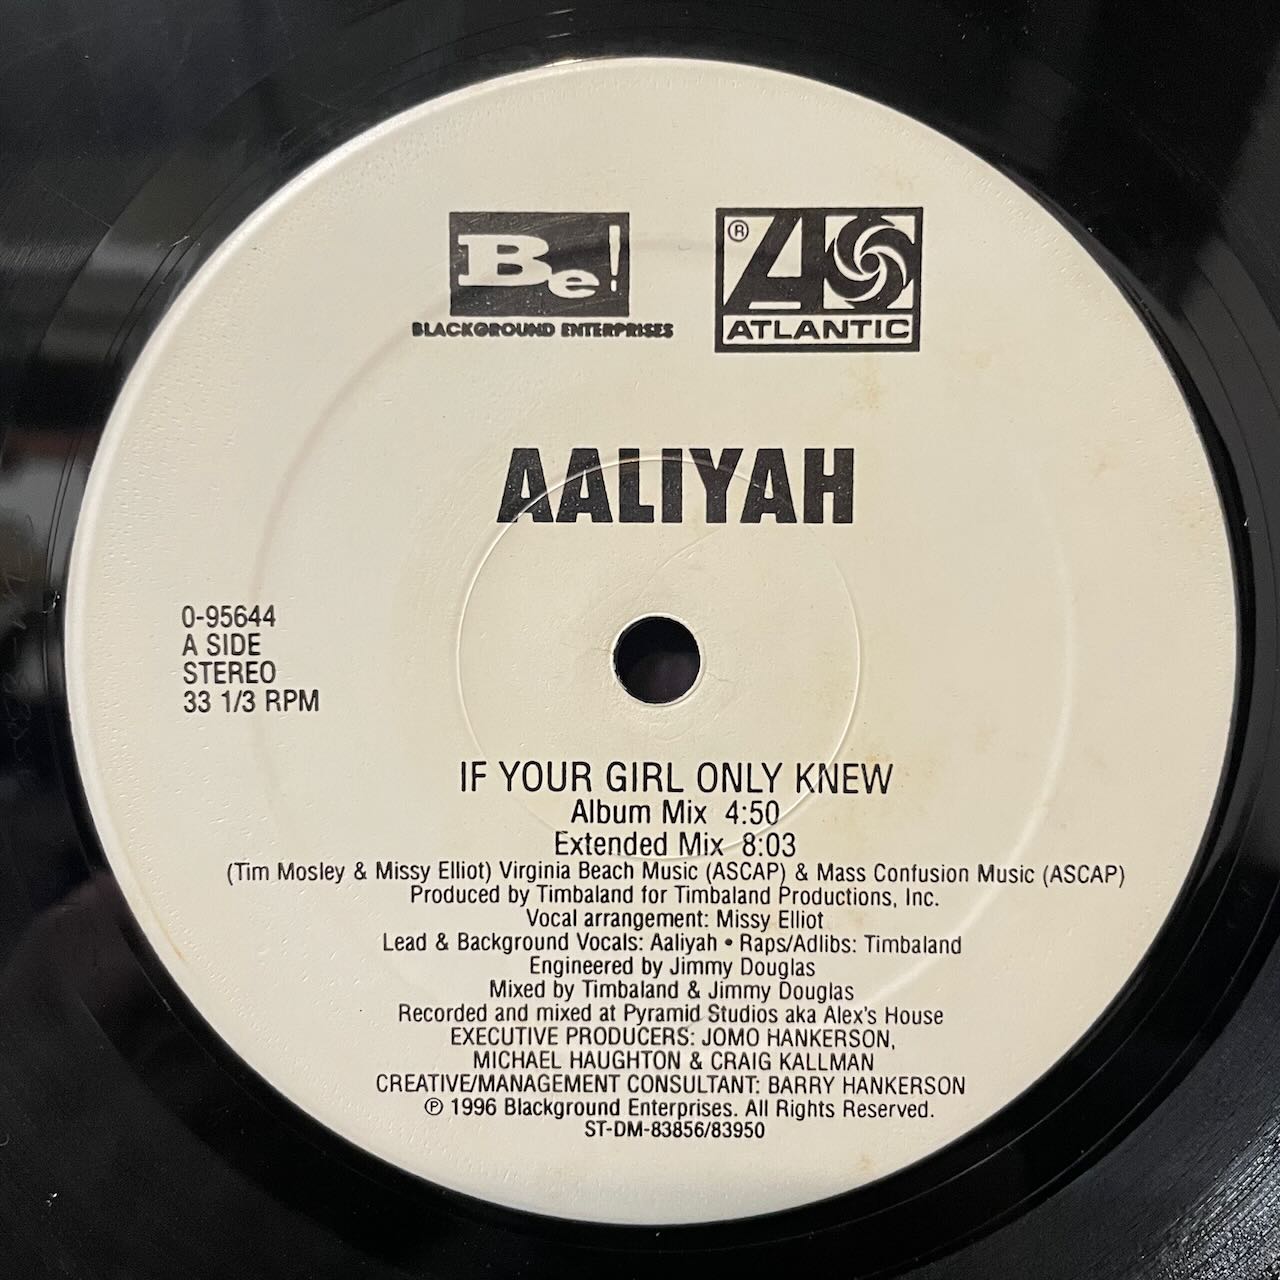 Be!
BLACKGROUND ENTERPRISES
®
A
ATLANTIC
AALIYAH
0-95644
A SIDE
STEREO
33 1/3 RPM
IF YOUR GIRL ONLY KNEW
Album Mix 4:50
Extended Mix 8:03
(Tim Mosley & Missy Elliot) Virginia Beach Music (ASCAP) & Mass Confusion Music (ASCAP)
Produced by Timbaland for Timbaland Productions, Inc.
Vocal arrangement: Missy Elliot
Lead & Background Vocals: Aaliyah • Raps/Adlibs: Timbaland
Engineered by Jimmy Douglas
Mixed by Timbaland & Jimmy Douglas
Recorded and mixed at Pyramid Studios aka Alex's House
EXECUTIVE PRODUCERS: JOMO HANKERSON,
MICHAEL HAUGHTON & CRAIG KALLMAN
CREATIVE/MANAGEMENT CONSULTANT: BARRY HANKERSON
℗ 1996 Blackground Enterprises. All Rights Reserved.
ST-DM-83856/83950